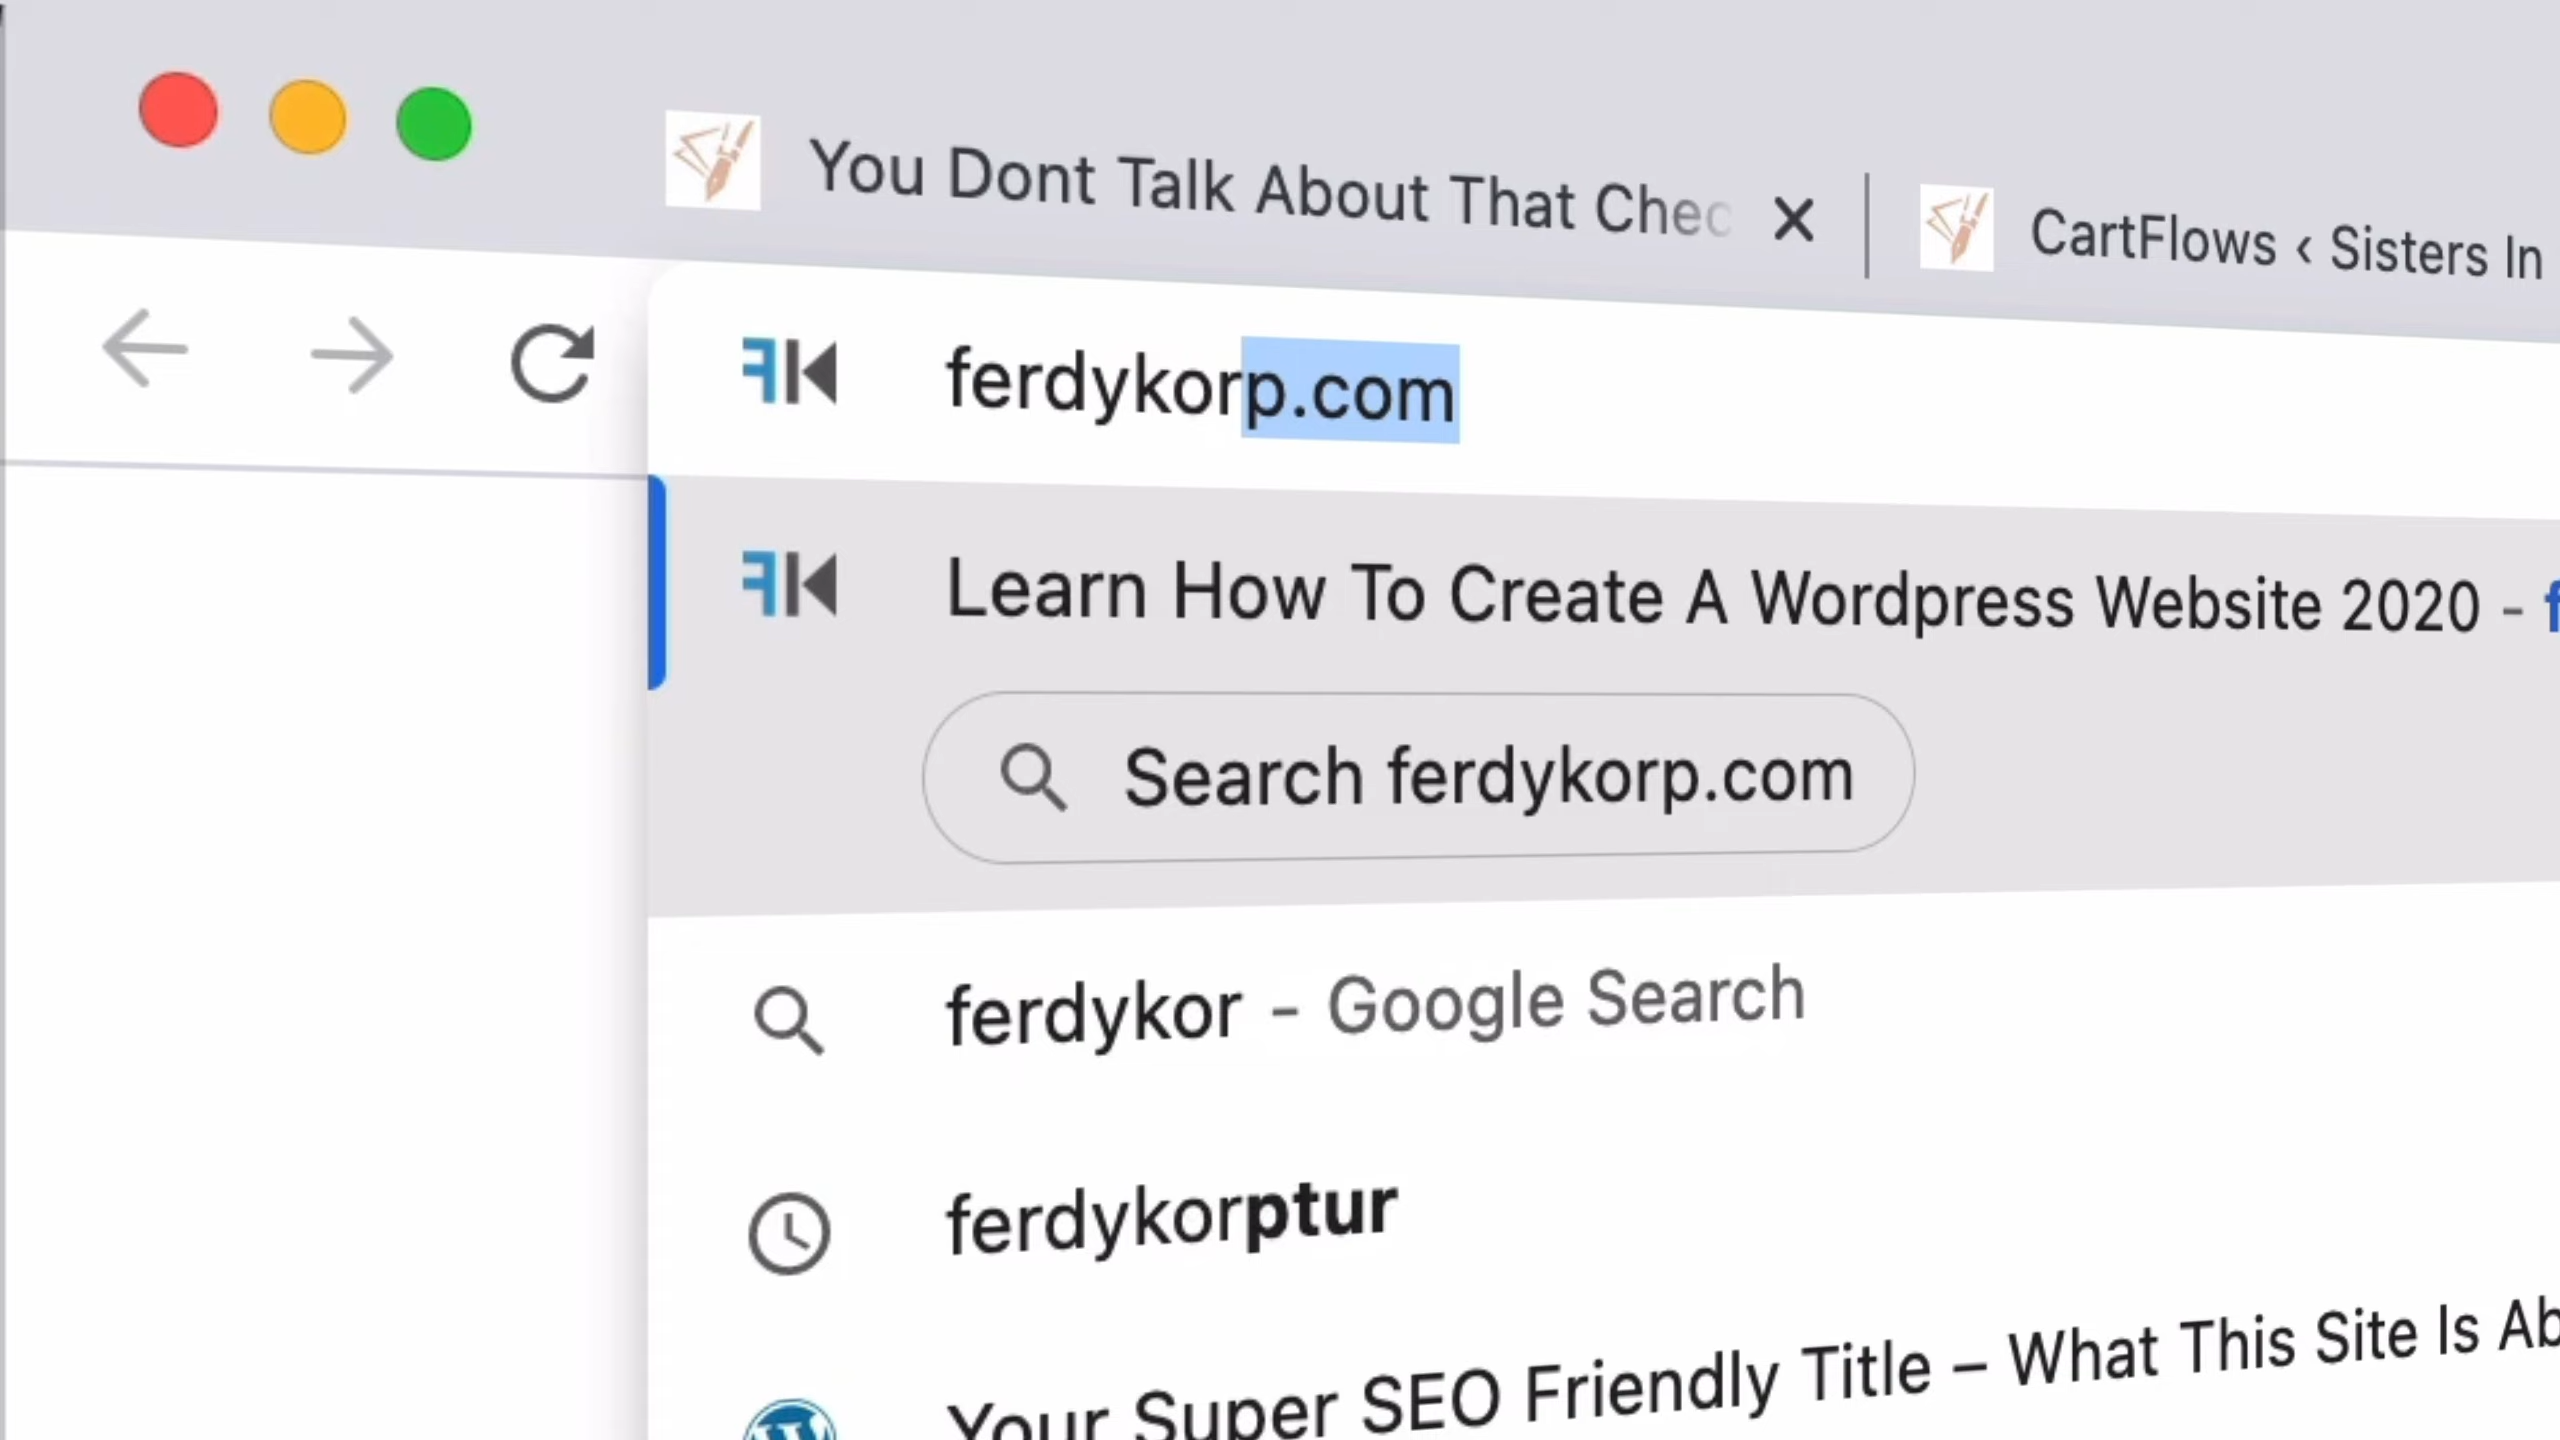 You Dont Talk About That Chec
CartFlows ‹ Sisters In
ferdykorp.com
Learn How To Create A Wordpress Website 2020 - f
Search ferdykorp.com
ferdykor - Google Search
ferdykorptur
Your Super SEO Friendly Title – What This Site Is Ab